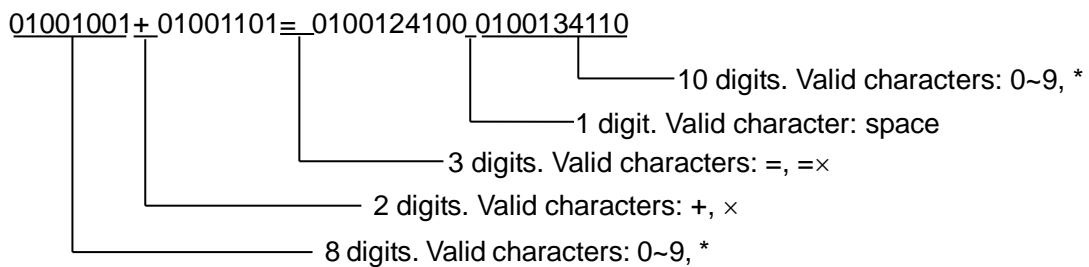 01001001+ 01001101= 0100124100 0100134110
10 digits. Valid characters: 0~9, *
1 digit. Valid character: space
3 digits. Valid characters: =, =×
2 digits. Valid characters: +, ×
8 digits. Valid characters: 0~9, *